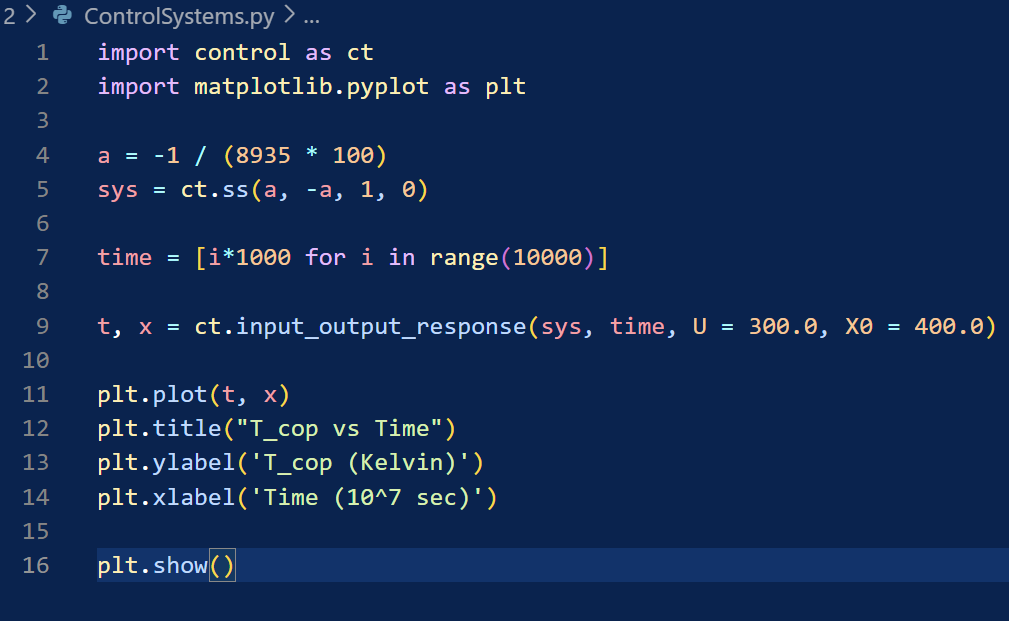 2 > ControlSystems.py > ...
1 import control as ct
2 import matplotlib.pyplot as plt
3
4 a = -1 / (8935 * 100)
5 sys = ct.ss(a, -a, 1, 0)
6
7 time = [i*1000 for i in range(10000)]
8
9 t, x = ct.input_output_response(sys, time, U = 300.0, X0 = 400.0)
10
11 plt.plot(t, x)
12 plt.title("T_cop vs Time")
13 plt.ylabel('T_cop (Kelvin)')
14 plt.xlabel('Time (10^7 sec)')
15
16 plt.show()